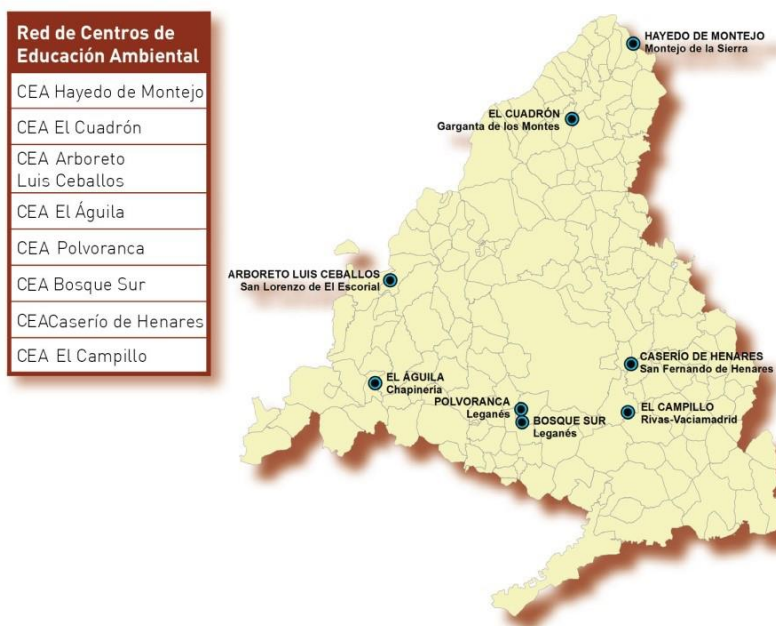 Red de Centros de
Educación Ambiental
CEA Hayedo de Montejo
CEA El Cuadrón
CEA Arboreto
Luis Ceballos
CEA El Águila
CEA Polvoranca
CEA Bosque Sur
CEACaserío de Henares
CEA El Campillo
HAYEDO DE MONTEJO
Montejo de la Sierra
EL CUADRÓN
Garganta de los Montes
ARBORETO LUIS CEBALLOS
San Lorenzo de El Escorial
CASERÍO DE HENARES
San Fernando de Henares
EL ÁGUILA
Chapinería
POLVORANCA
Leganés
BOSQUE SUR
Leganés
EL CAMPILLO
Rivas-Vaciamadrid